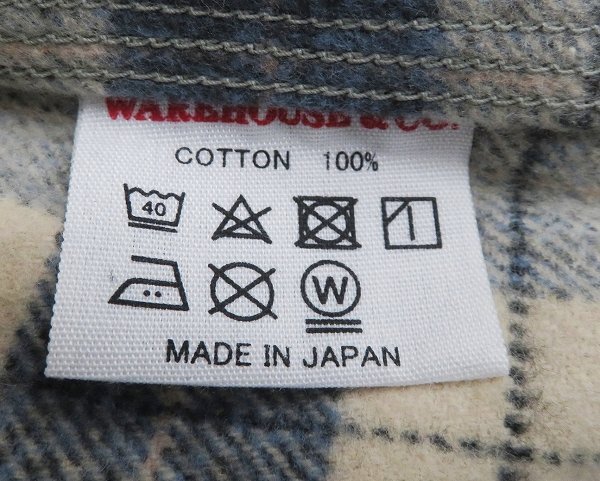 WAREHOUSE & CO.
COTTON 100%
40
W
MADE IN JAPAN